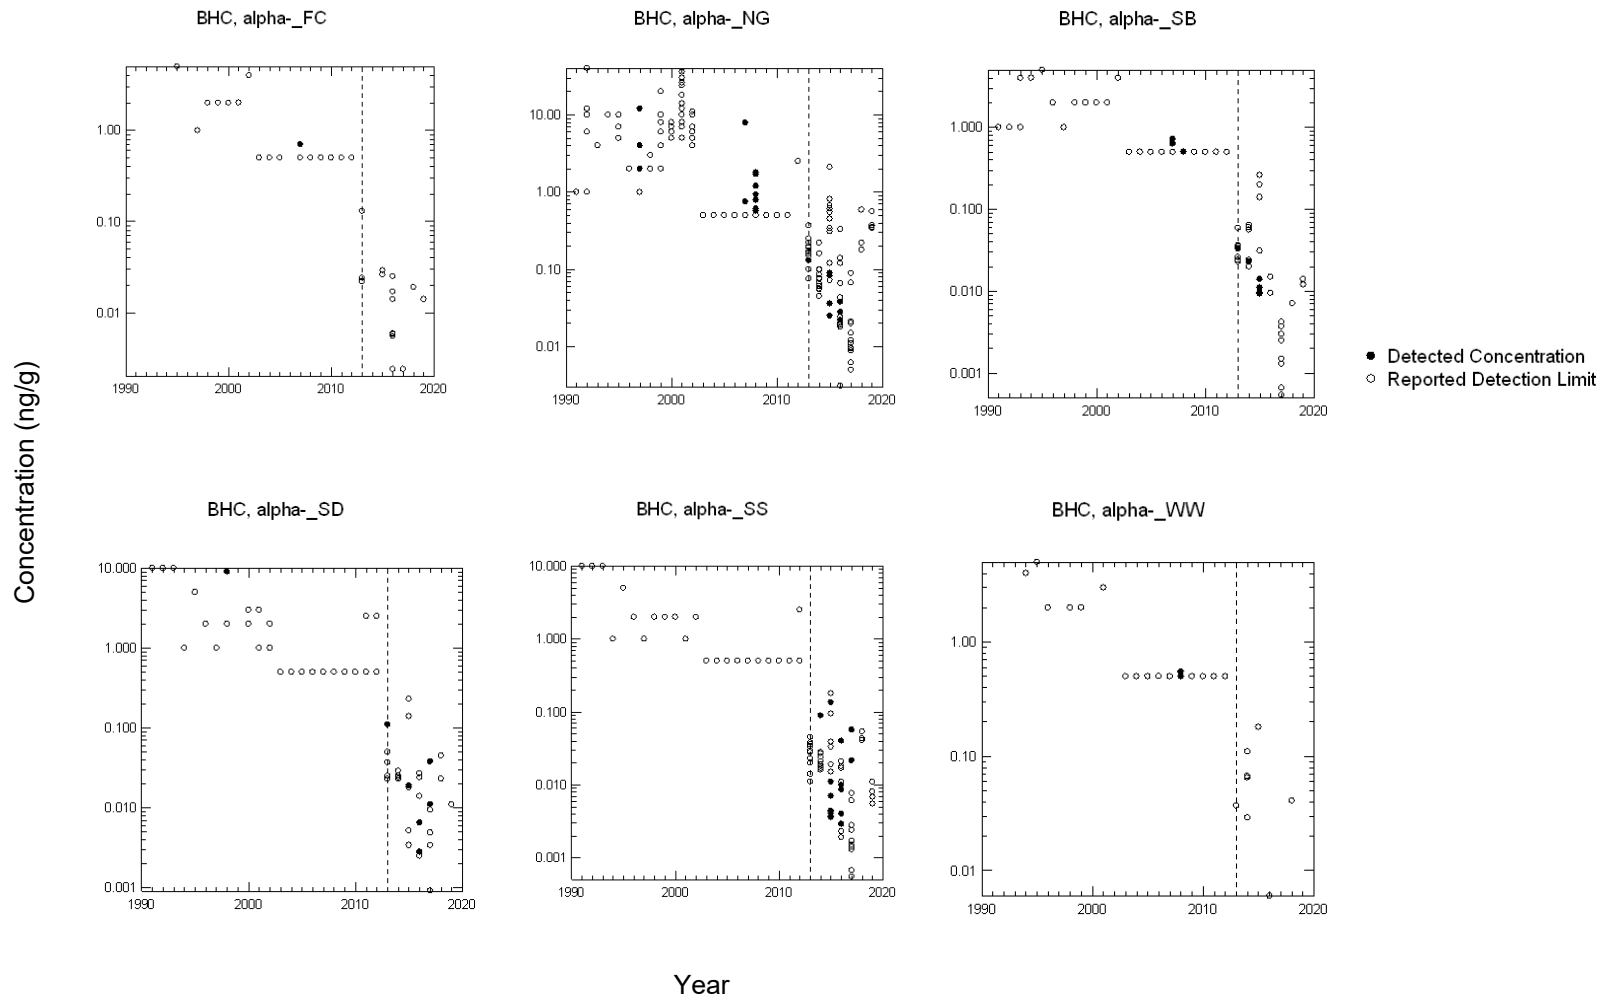 BHC, alpha-_FC
BHC, alpha-_NG
BHC, alpha-_SB
1.00
0.10
0.01
1990 2000 2010 2020
10.00
1.00
0.10
0.01
1990 2000 2010 2020
1.000
0.100
0.010
0.001
1990 2000 2010 2020
Detected Concentration
Reported Detection Limit
Concentration (ng/g)
BHC, alpha-_SD
BHC, alpha-_SS
BHC, alpha-_WW
10.000
1.000
0.100
0.010
0.001
1990 2000 2010 2020
10.000
1.000
0.100
0.010
0.001
1990 2000 2010 2020
1.00
0.10
0.01
1990 2000 2010 2020
Year